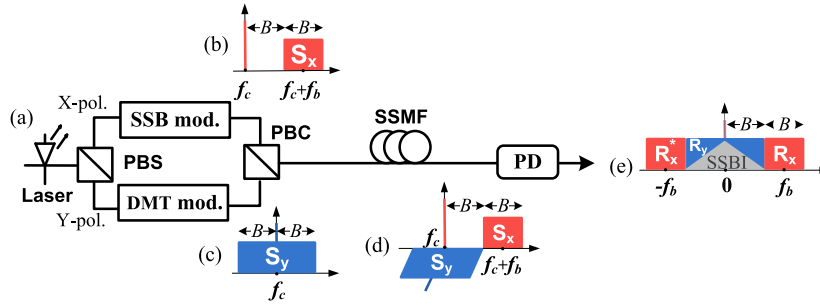 (b)
B
B
S_x
f_c
f_c+f_b
(a)
X-pol.
SSB mod.
PBS
Laser
Y-pol.
DMT mod.
PBC
SSMF
PD
(c)
B
B
S_y
f_c
(d)
B
B
f_c
S_x
S_y
f_c+f_b
(e)
B
B
R_x^*
R_y
SSBI
R_x
-f_b
0
f_b